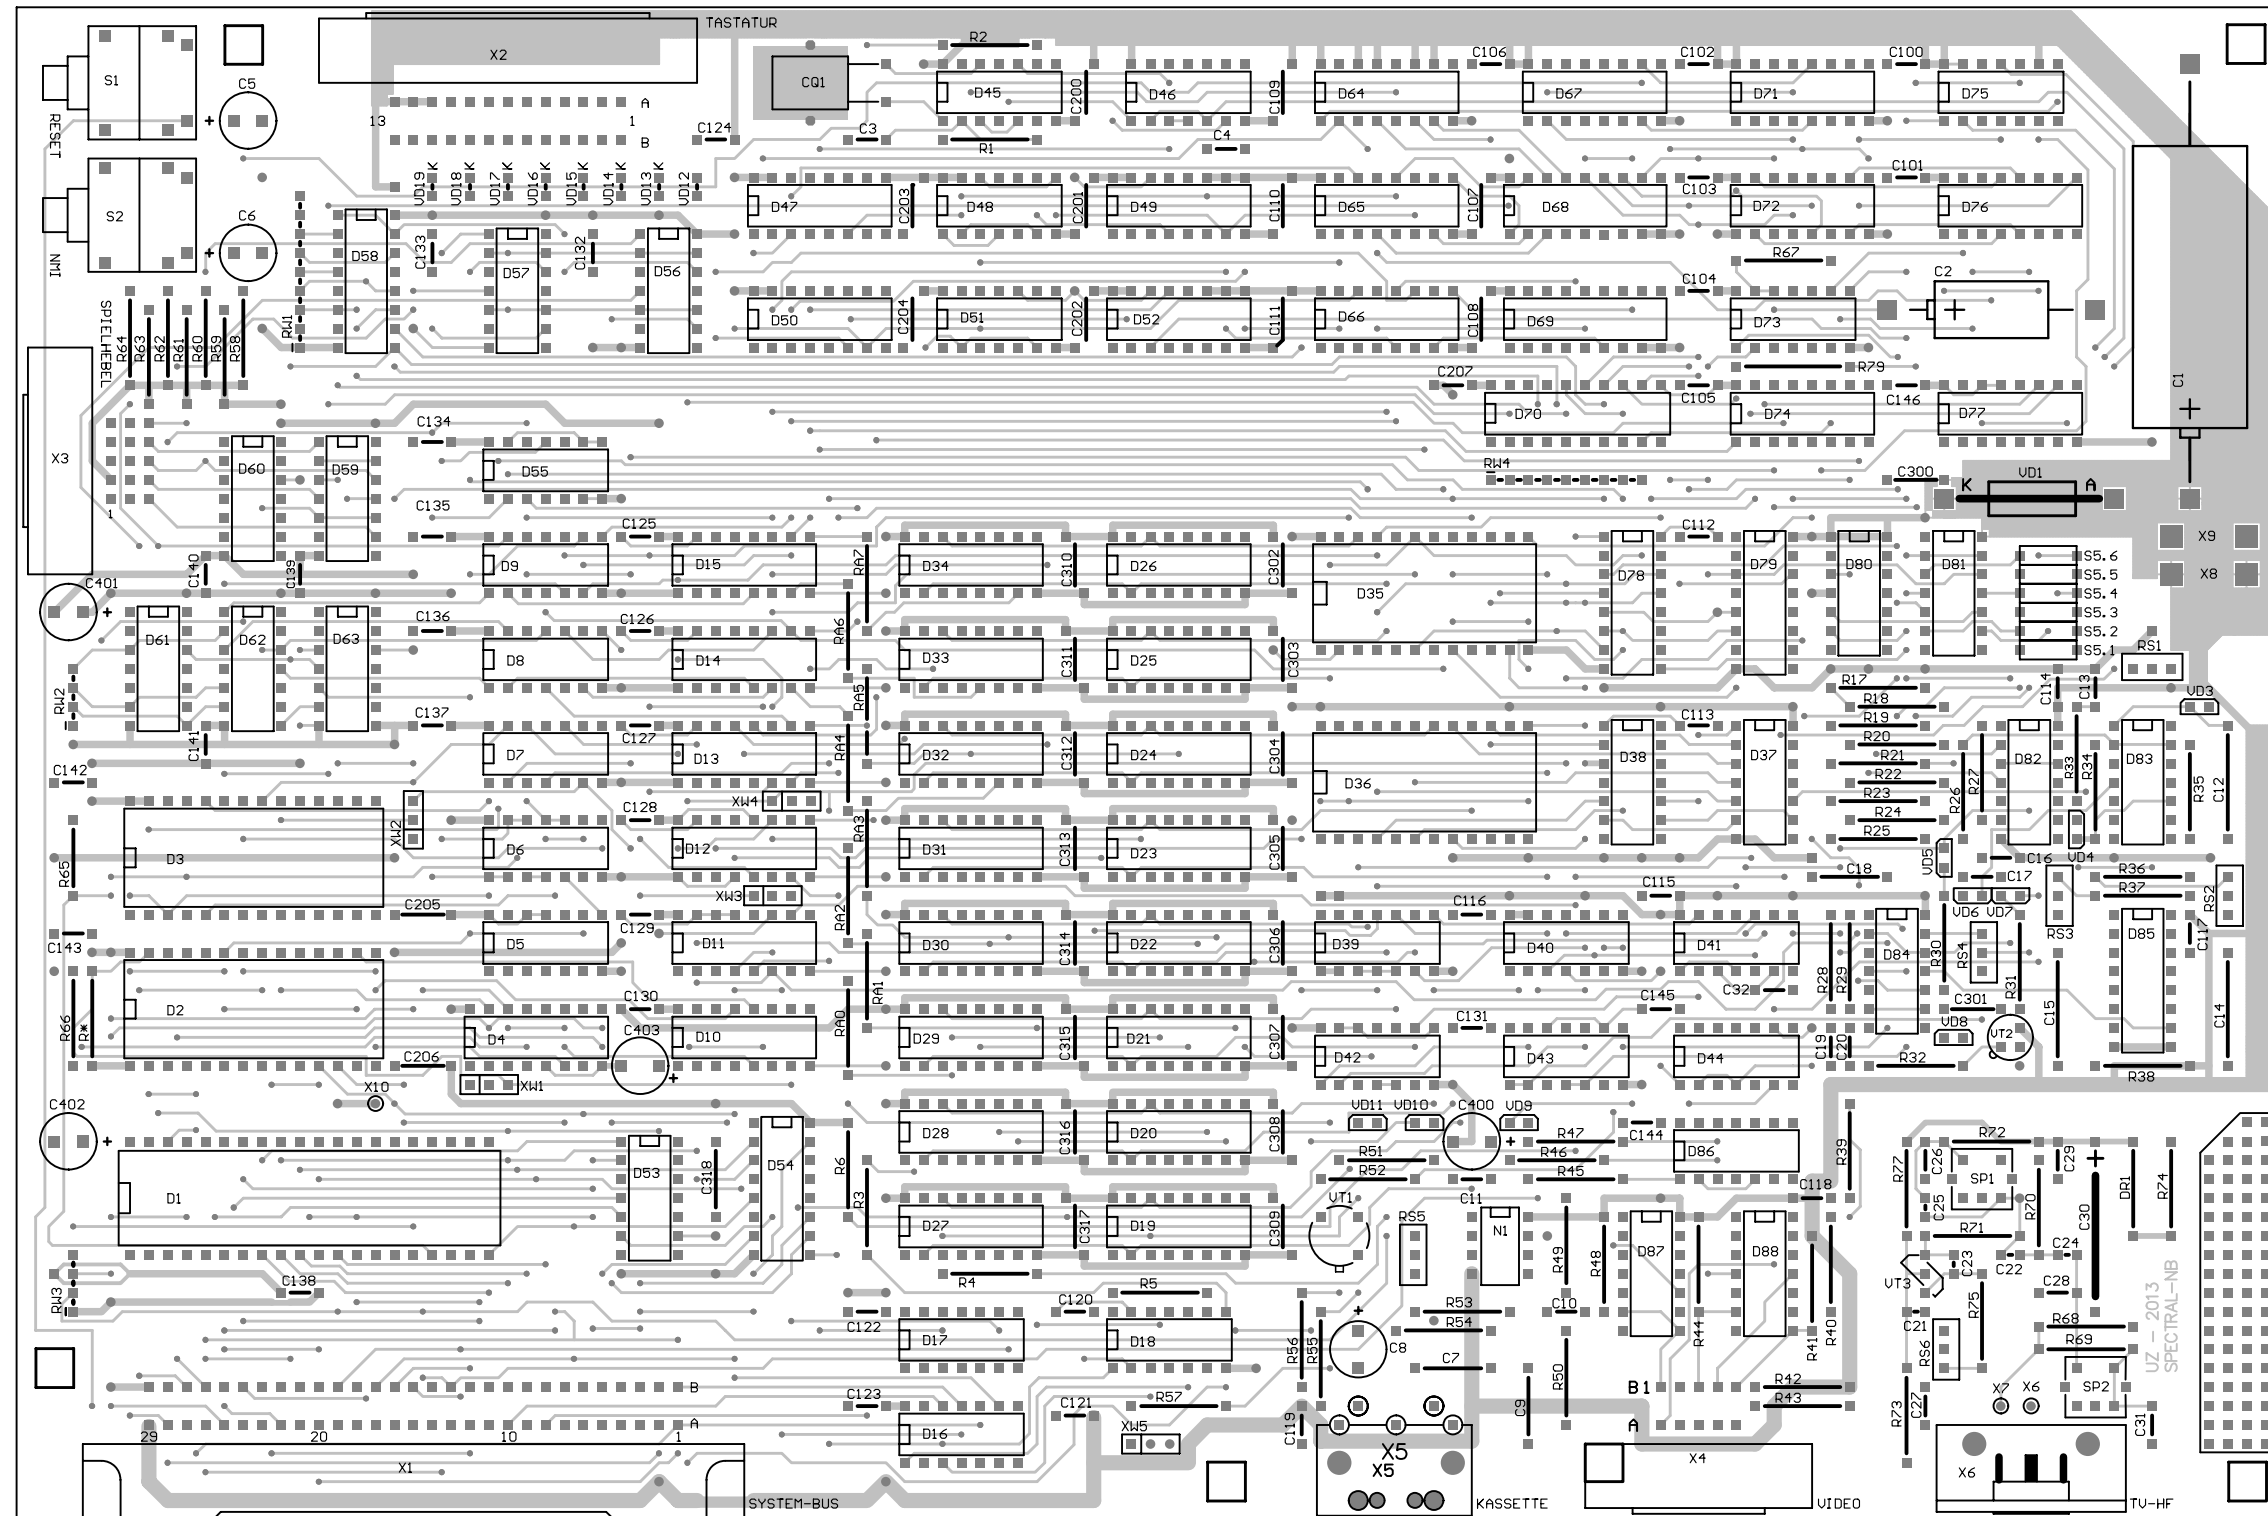 TASTATUR
R2
C106
C102
C100
S1
X2
C5
CQ1
D45
C200
D46
C109
D64
D67
D71
D75
A
13
1
B
RESET
C124
C3
R1
C4
VD19 K
VD18 K
VD17 K
VD16 K
VD15 K
VD14 K
VD13 K
VD12
C103
C101
S2
C6
NMI
D47
C203
D48
C201
D49
C110
D65
C107
D68
D72
D76
D58
C133
D57
C132
D56
R67
C2
C104
SPIELHEBEL
R64
R63
R62
R61
R60
R59
R58
RW1
D50
C204
D51
C202
D52
C111
D66
C108
D69
D73
R79
C207
C105
C146
C1
D70
D74
D77
C134
X3
D60
D59
D55
RW4
C300
VD1
K
A
1
C135
C125
C112
X9
X8
C140
C139
C401
D9
D15
RA7
D34
C310
D26
C302
D35
D78
D79
D80
D81
S5.6
S5.5
S5.4
S5.3
S5.2
S5.1
C136
C126
RA6
D61
D62
D63
D8
D14
D33
C311
D25
C303
RS1
RW2
C137
C127
RA5
R17
R18
R19
R20
R21
R22
R23
R24
R25
C114
C13
VD3
C141
C142
D7
D13
RA4
D32
C312
D24
C304
D36
C113
D38
D37
R26
R27
D82
R33
R34
D83
R35
C12
XW4
XW2
C128
RA3
D3
R65
D6
D12
D31
C313
D23
C305
VD5
VD4
C16
C17
C18
R36
R37
RS2
XW3
C205
C129
RA2
C116
C115
VD6
VD7
RS3
C143
D5
D11
D30
C314
D22
C306
D39
D40
D41
D84
R30
RS4
D85
C117
R66
R*
D2
C130
RA1
RA0
C32
C145
R28
R29
R31
C301
C15
C14
D4
C403
D10
D29
C315
D21
C307
C131
D42
D43
D44
C19
C20
R32
VD8
VT2
R38
C206
XW1
X10
C402
VD11
VD10
C400
VD9
C144
D28
C316
D20
C308
R51
R52
R47
R46
R45
D86
R39
D1
D53
C318
D54
R6
R3
R77
C26
R72
SP1
C29
DR1
R74
D27
C317
D19
C309
VT1
RS5
C11
N1
R49
R48
D87
D88
C118
C25
R70
R71
C30
C24
C23
C22
VT3
RW3
C138
R4
R5
C28
UZ - 2013
SPECTRAL-NB
C122
C120
R53
R54
C10
R44
R41
R40
C21
R75
R68
R69
D17
D18
R56
R55
C8
C7
R50
RS6
B
C123
R57
C121
C119
C9
B1
A
R42
R43
R73
C27
X7
X6
SP2
C31
A
29
20
10
1
D16
XW5
X1
X5
X5
X4
X6
SYSTEM-BUS
KASSETTE
VIDEO
TV-HF